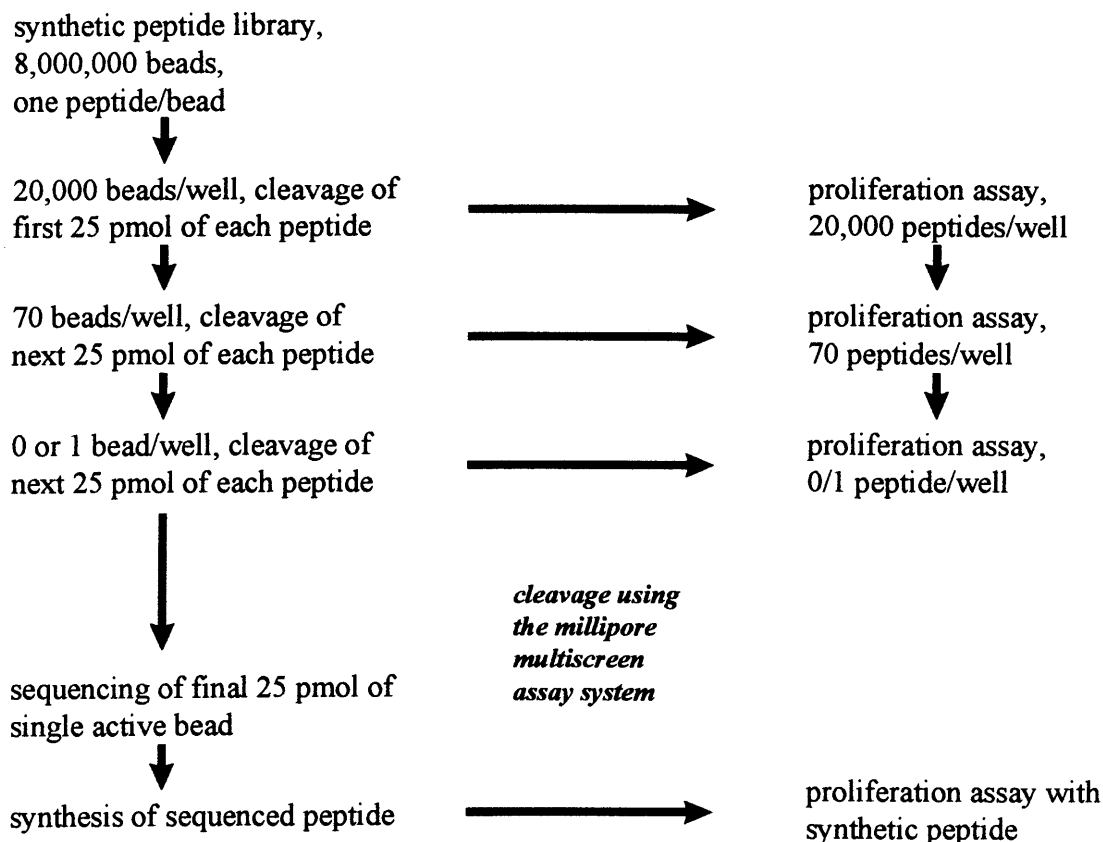 synthetic peptide library,
8,000,000 beads,
one peptide/bead
20,000 beads/well, cleavage of
first 25 pmol of each peptide
proliferation assay,
20,000 peptides/well
70 beads/well, cleavage of
next 25 pmol of each peptide
proliferation assay,
70 peptides/well
0 or 1 bead/well, cleavage of
next 25 pmol of each peptide
proliferation assay,
0/1 peptide/well
cleavage using
the millipore
multiscreen
assay system
sequencing of final 25 pmol of
single active bead
synthesis of sequenced peptide
proliferation assay with
synthetic peptide